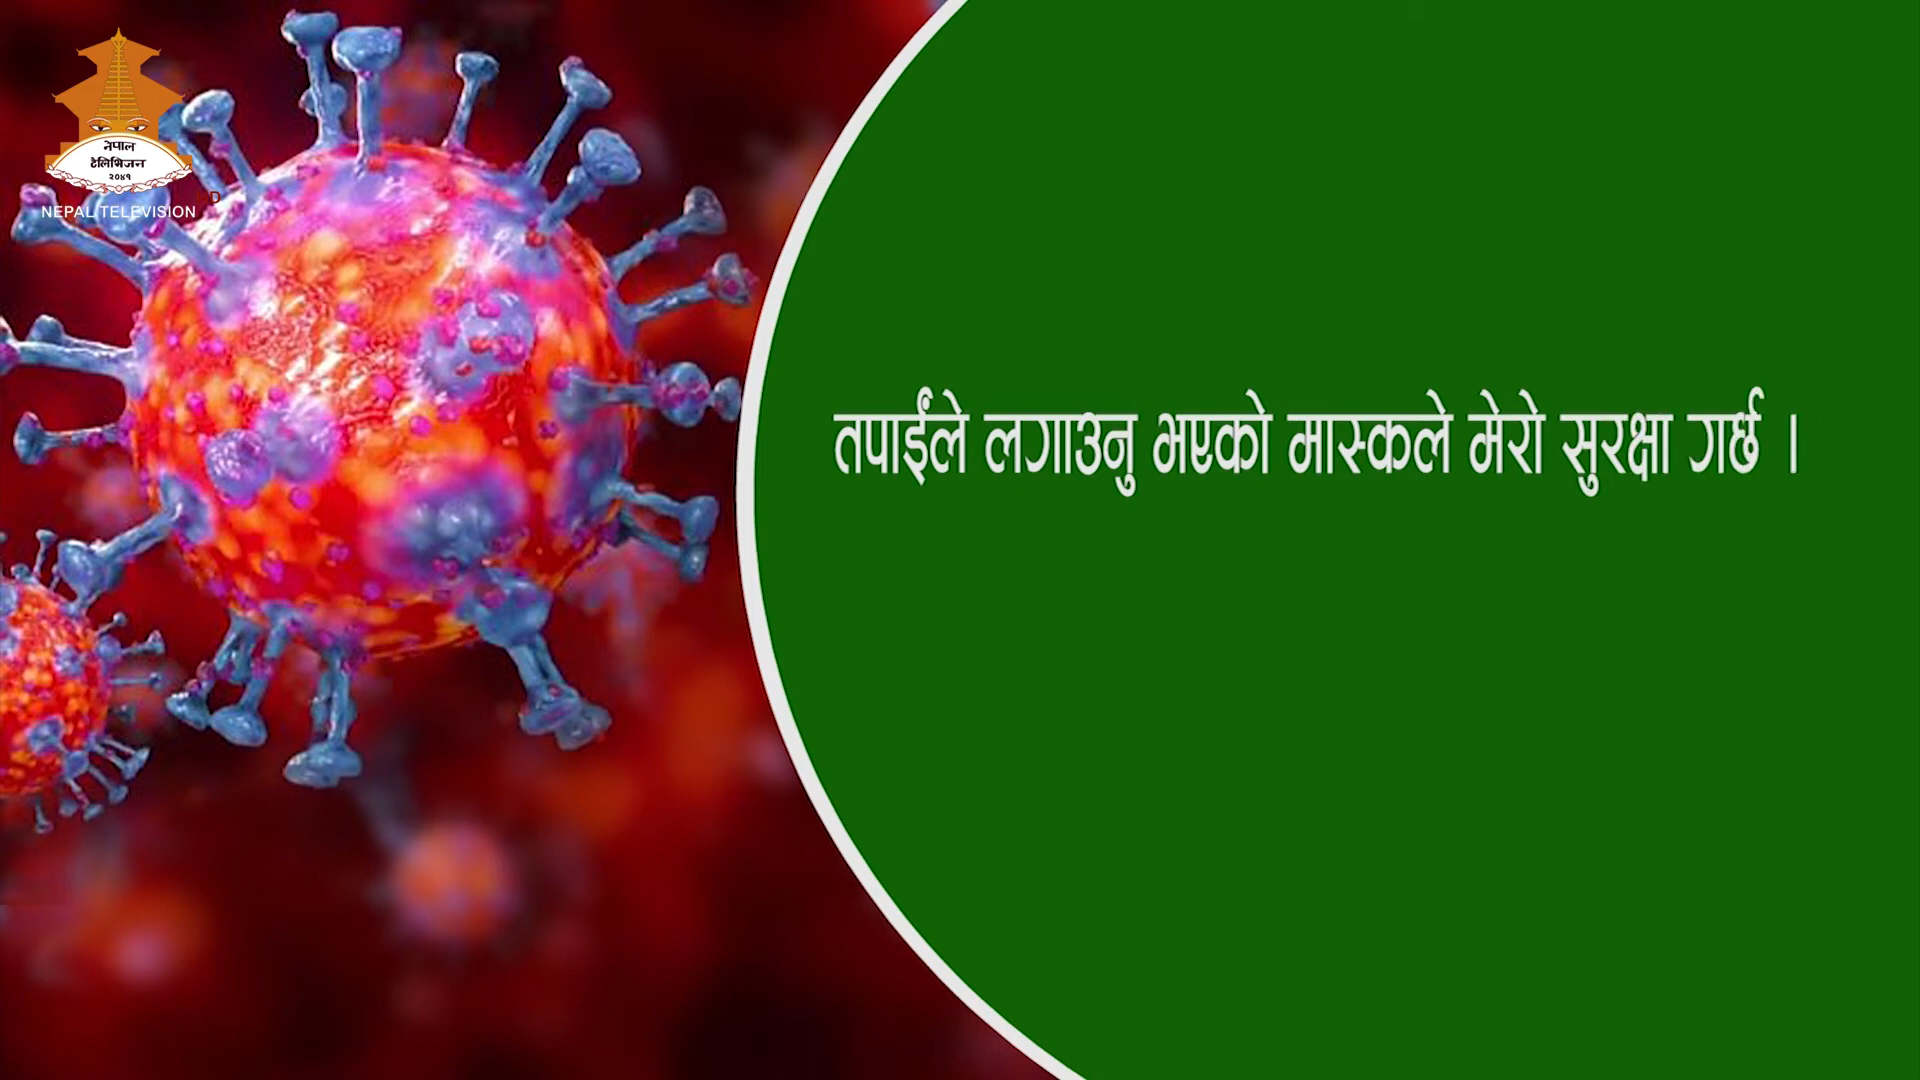 नेपाल
टेलिभिजन
२०४१
NEPAL TELEVISION
तपाईंले लगाउनु भएको मास्कले मेरो सुरक्षा गर्छ ।